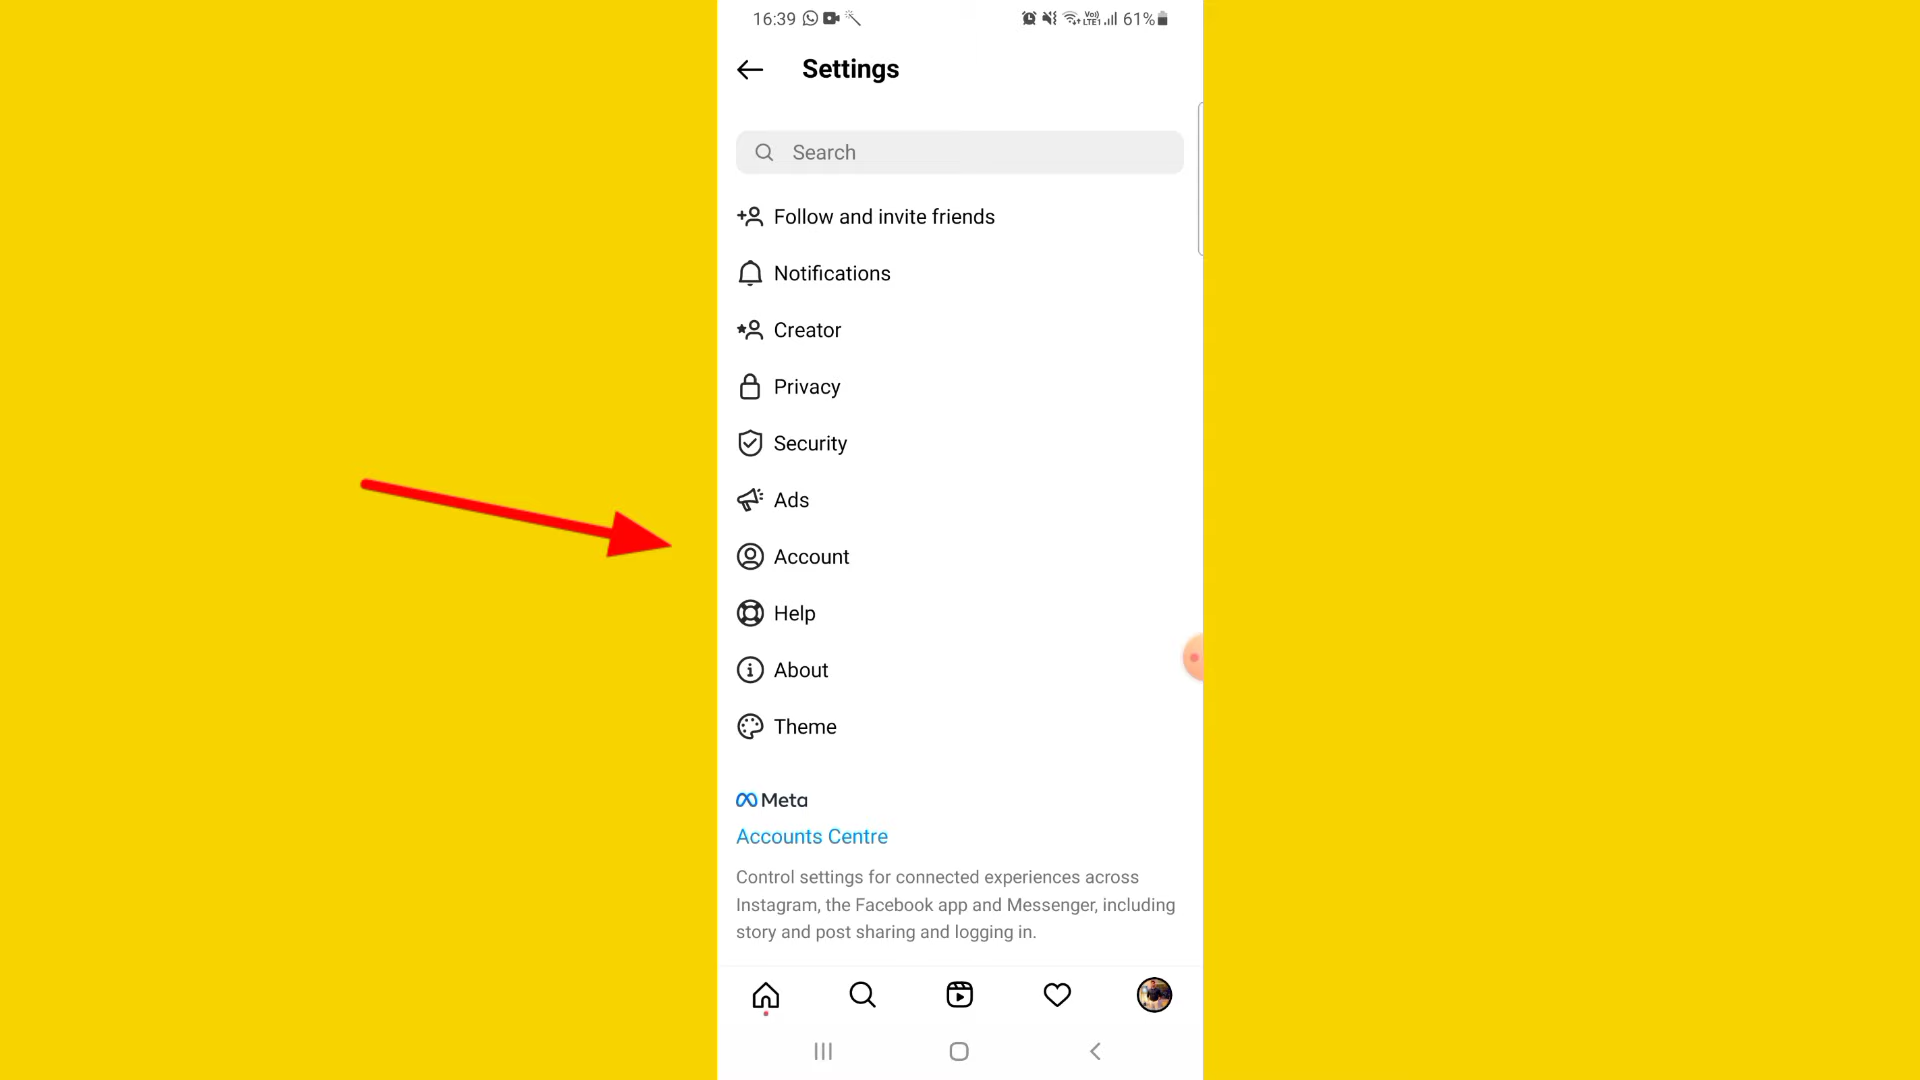 16:39 Vo) LTE1 61%
Settings
Search
Follow and invite friends
Notifications
Creator
Privacy
Security
Ads
Account
Help
About
Theme
Meta
Accounts Centre
Control settings for connected experiences across
Instagram, the Facebook app and Messenger, including
story and post sharing and logging in.